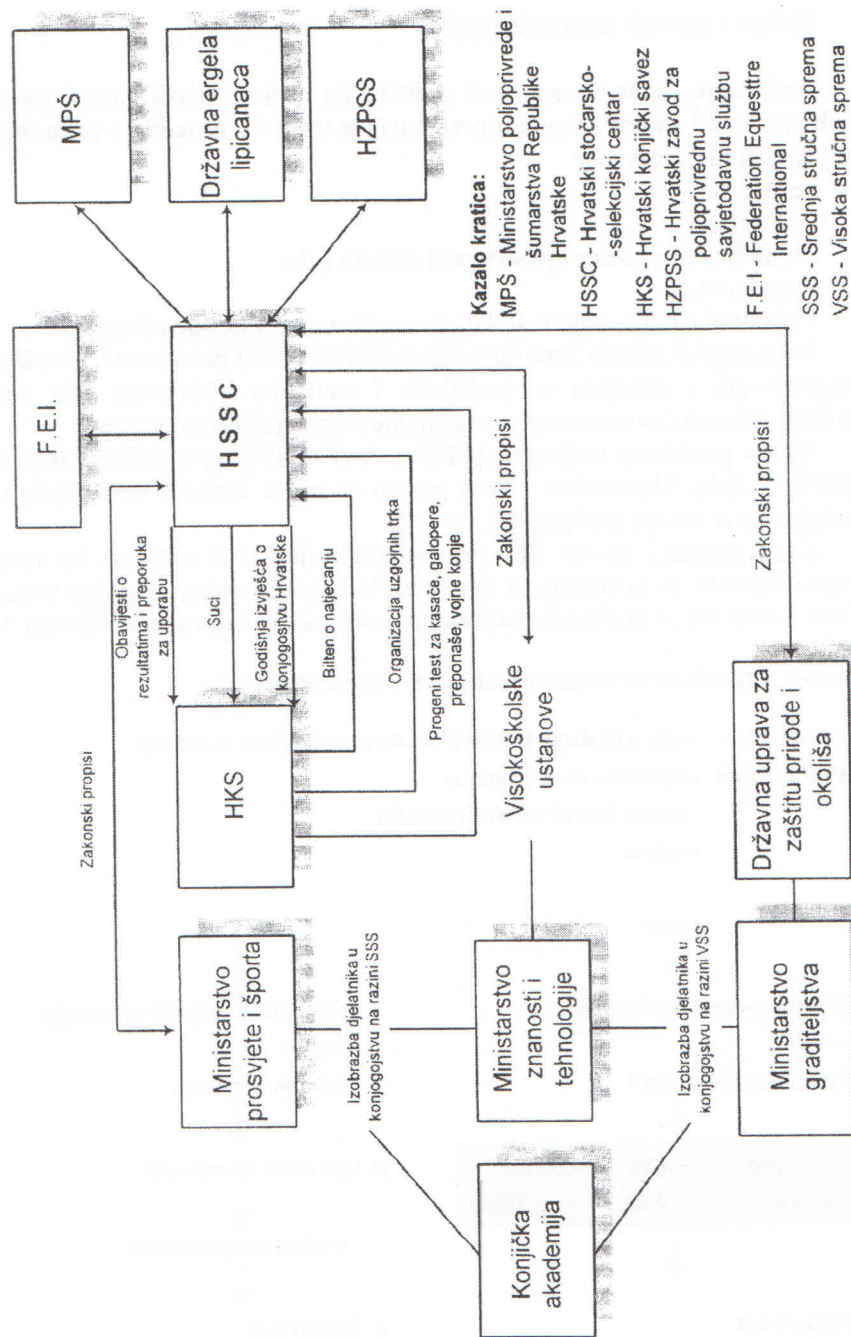 F.E.I.
MPŠ
Državna ergela
lipicanaca
HZPSS
H S S C
Obavijesti o
rezultatima i preporuka
za uporabu
Suci
Godišnja izvješća o
konjogojstvu Hrvatske
Bilten o natjecanju
Organizacija uzgojnih trka
Progeni test za kasače, galopere,
preponaše, vojne konje
HKS
Zakonski propisi
Ministarstvo
prosvjete i športa
Izobrazba djelatnika u
konjogojstvu na razini SSS
Konjička
akademija
Ministarstvo
znanosti i
tehnologije
Visokoškolske
ustanove
Zakonski propisi
Izobrazba djelatnika u
konjogojstvu na razini VSS
Ministarstvo
graditeljstva
Državna uprava za
zaštitu prirode i
okoliša
Zakonski propisi
Kazalo kratica:
MPŠ - Ministarstvo poljoprivrede i
šumarstva Republike
Hrvatske
HSSC - Hrvatski stočarsko-
-selekcijski centar
HKS - Hrvatski konjički savez
HZPSS - Hrvatski zavod za
poljoprivrednu
savjetodavnu službu
F.E.I. - Federation Equestre
International
SSS - Srednja stručna sprema
VSS - Visoka stručna sprema